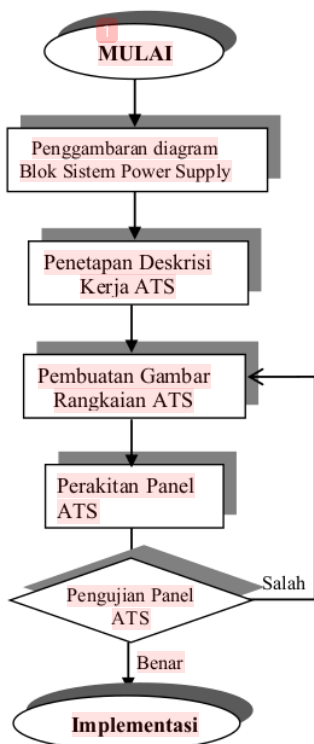 1
MULAI
Penggambaran diagram
Blok Sistem Power Supply
Penetapan Deskrisi
Kerja ATS
Pembuatan Gambar
Rangkaian ATS
Perakitan Panel
ATS
Pengujian Panel
ATS
Salah
Benar
Implementasi